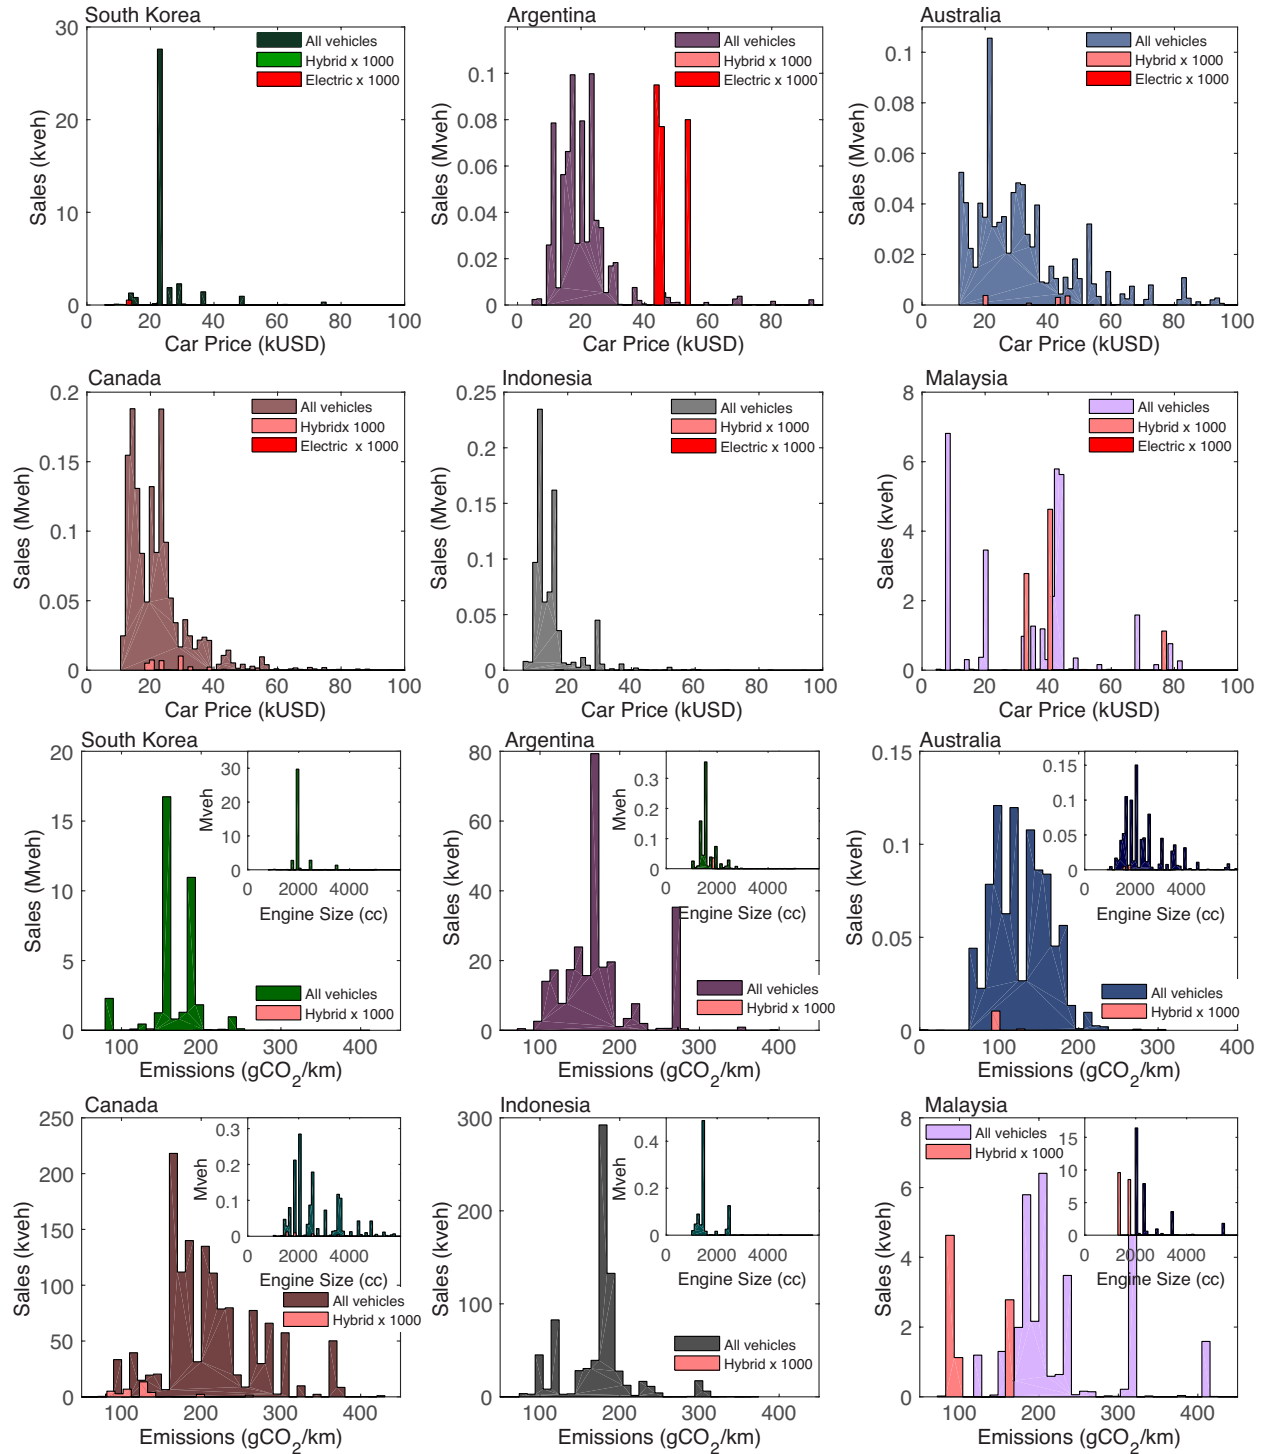 South Korea
Argentina
Australia
30
20
10
0
Sales (kveh)
All vehicles
Hybrid x 1000
Electric x 1000
0 20 40 60 80 100
Car Price (kUSD)
0.1
0.08
0.06
0.04
0.02
0
Sales (Mveh)
All vehicles
Hybrid x 1000
Electric x 1000
0 20 40 60 80
Car Price (kUSD)
0.1
0.08
0.06
0.04
0.02
0
Sales (Mveh)
All vehicles
Hybrid x 1000
Electric x 1000
0 20 40 60 80 100
Car Price (kUSD)
Canada
Indonesia
Malaysia
0.2
0.15
0.1
0.05
0
Sales (Mveh)
All vehicles
Hybridx 1000
Electric x 1000
0 20 40 60 80 100
Car Price (kUSD)
0.25
0.2
0.15
0.1
0.05
0
Sales (Mveh)
All vehicles
Hybrid x 1000
Electric x 1000
0 20 40 60 80 100
Car Price (kUSD)
8
6
4
2
0
Sales (kveh)
All vehicles
Hybrid x 1000
Electric x 1000
0 20 40 60 80 100
Car Price (kUSD)
South Korea
Argentina
Australia
20
15
10
5
0
Sales (Mveh)
30
20
10
0
Mveh
0 2000 4000
Engine Size (cc)
All vehicles
Hybrid x 1000
100 200 300 400
Emissions (gCO2/km)
80
60
40
20
0
Sales (kveh)
0.3
0.2
0.1
0
Mveh
0 2000 4000
Engine Size (cc)
All vehicles
Hybrid x 1000
100 200 300 400
Emissions (gCO2/km)
0.15
0.1
0.05
0
Sales (kveh)
0.15
0.1
0.05
0
0 2000 4000
Engine Size (cc)
All vehicles
Hybrid x 1000
0 100 200 300 400
Emissions (gCO2/km)
Canada
Indonesia
Malaysia
250
200
150
100
50
0
Sales (kveh)
0.3
0.2
0.1
0
Mveh
0 2000 4000
Engine Size (cc)
All vehicles
Hybrid x 1000
100 200 300 400
Emissions (gCO2/km)
300
200
100
0
Sales (kveh)
0.4
0.2
0
Mveh
0 2000 4000
Engine Size (cc)
All vehicles
Hybrid x 1000
100 200 300 400
Emissions (gCO2/km)
8
6
4
2
0
Sales (kveh)
All vehicles
Hybrid x 1000
15
10
5
0
0 2000 4000
Engine Size (cc)
100 200 300 400
Emissions (gCO2/km)